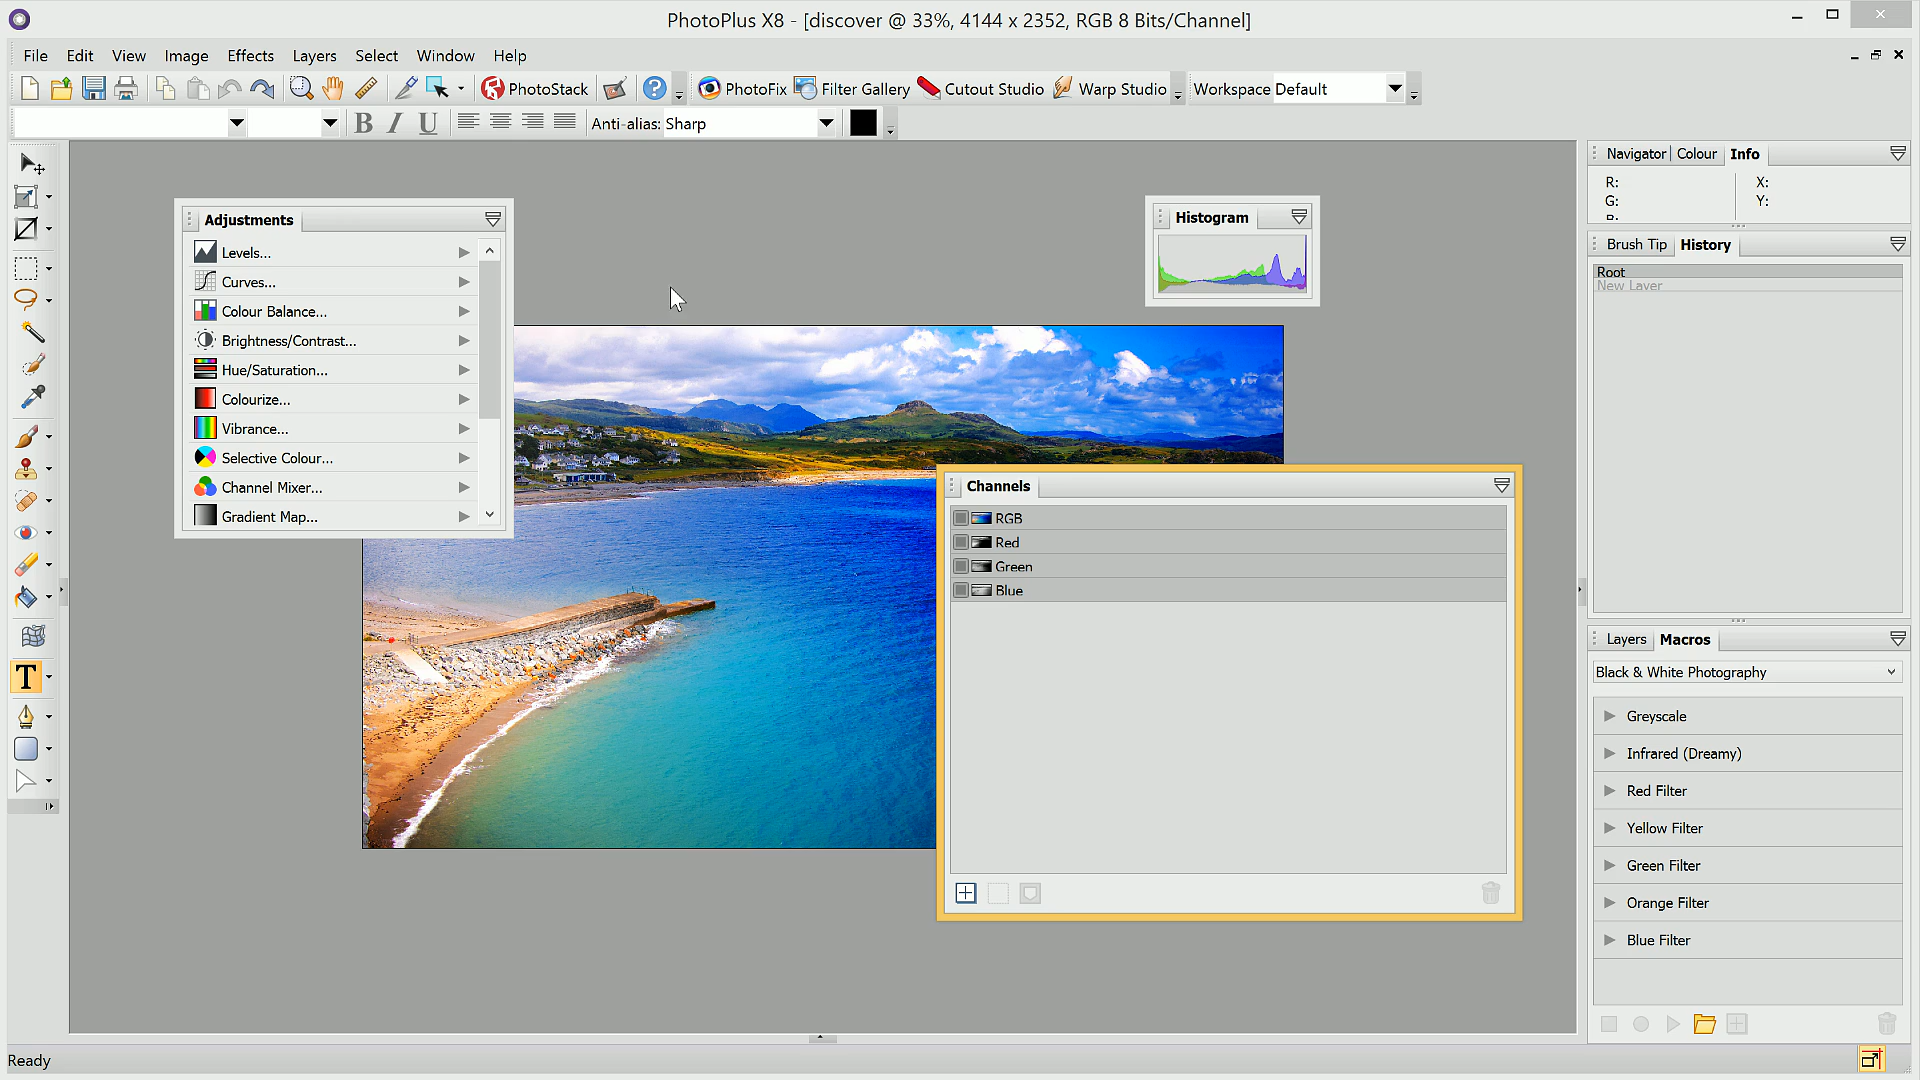 PhotoPlus X8 - [discover @ 33%, 4144 x 2352, RGB 8 Bits/Channel]
File Edit View Image Effects Layers Select Window Help
PhotoStack PhotoFix Filter Gallery Cutout Studio Warp Studio Workspace Default
B I U Anti-alias: Sharp
Navigator Colour Info
R: X:
G: Y:
Adjustments
Levels...
Curves...
Colour Balance...
Brightness/Contrast...
Hue/Saturation...
Colourize...
Vibrance...
Selective Colour...
Channel Mixer...
Gradient Map...
Histogram
Brush Tip History
Root
New Layer
Channels
RGB
Red
Green
Blue
T
Layers Macros
Black & White Photography
Greyscale
Infrared (Dreamy)
Red Filter
Yellow Filter
Green Filter
Orange Filter
Blue Filter
Ready